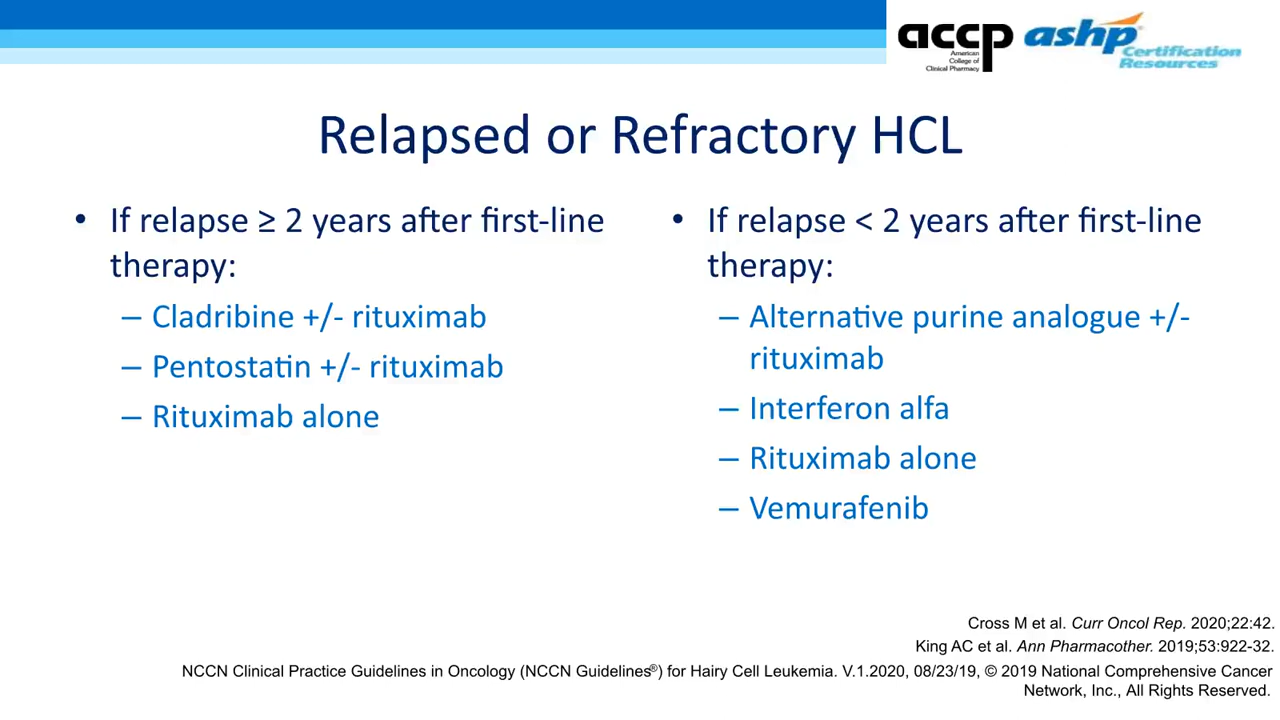 accp
American
College of
Clinical Pharmacy
ashp
Certification
Resources
Relapsed or Refractory HCL
• If relapse ≥ 2 years after first-line
therapy:
– Cladribine +/- rituximab
– Pentostatin +/- rituximab
– Rituximab alone
• If relapse < 2 years after first-line
therapy:
– Alternative purine analogue +/-
rituximab
– Interferon alfa
– Rituximab alone
– Vemurafenib
Cross M et al. Curr Oncol Rep. 2020;22:42.
King AC et al. Ann Pharmacother. 2019;53:922-32.
NCCN Clinical Practice Guidelines in Oncology (NCCN Guidelines®) for Hairy Cell Leukemia. V.1.2020, 08/23/19, © 2019 National Comprehensive Cancer
Network, Inc., All Rights Reserved.